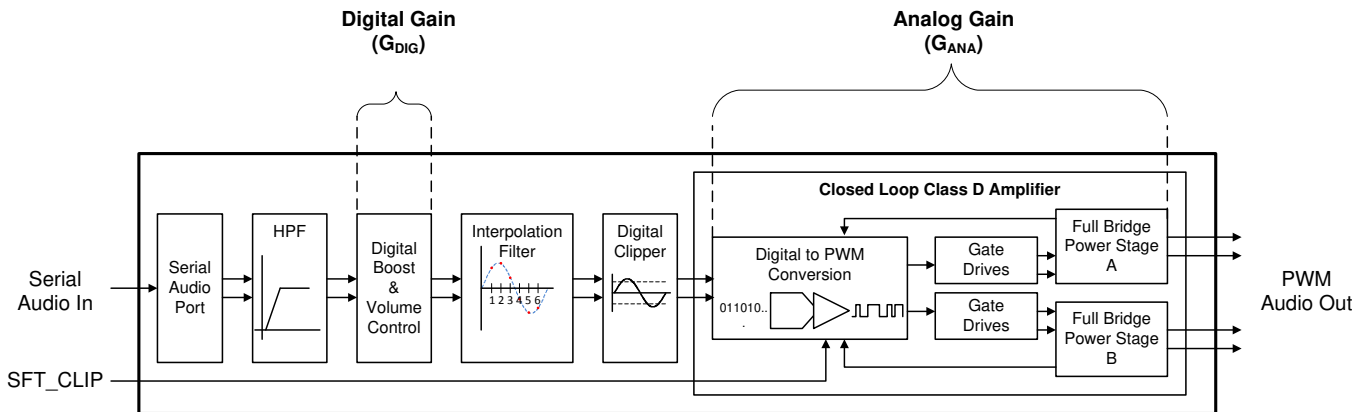 Digital Gain
(GDIG)
Analog Gain
(GANA)
Closed Loop Class D Amplifier
Serial
Audio In
Serial
Audio
Port
HPF
Digital
Boost
&
Volume
Control
Interpolation
Filter
1 2 3 4 5 6
Digital
Clipper
Digital to PWM
Conversion
011010..
.
Gate
Drives
Gate
Drives
Full Bridge
Power Stage
A
Full Bridge
Power Stage
B
PWM
Audio Out
SFT_CLIP